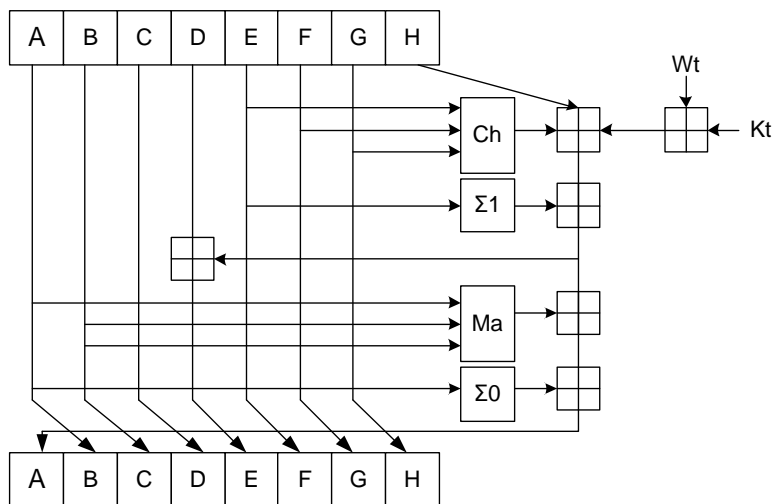 A B C D E F G H
Wt
Kt
Ch
Σ1
Ma
Σ0
A B C D E F G H